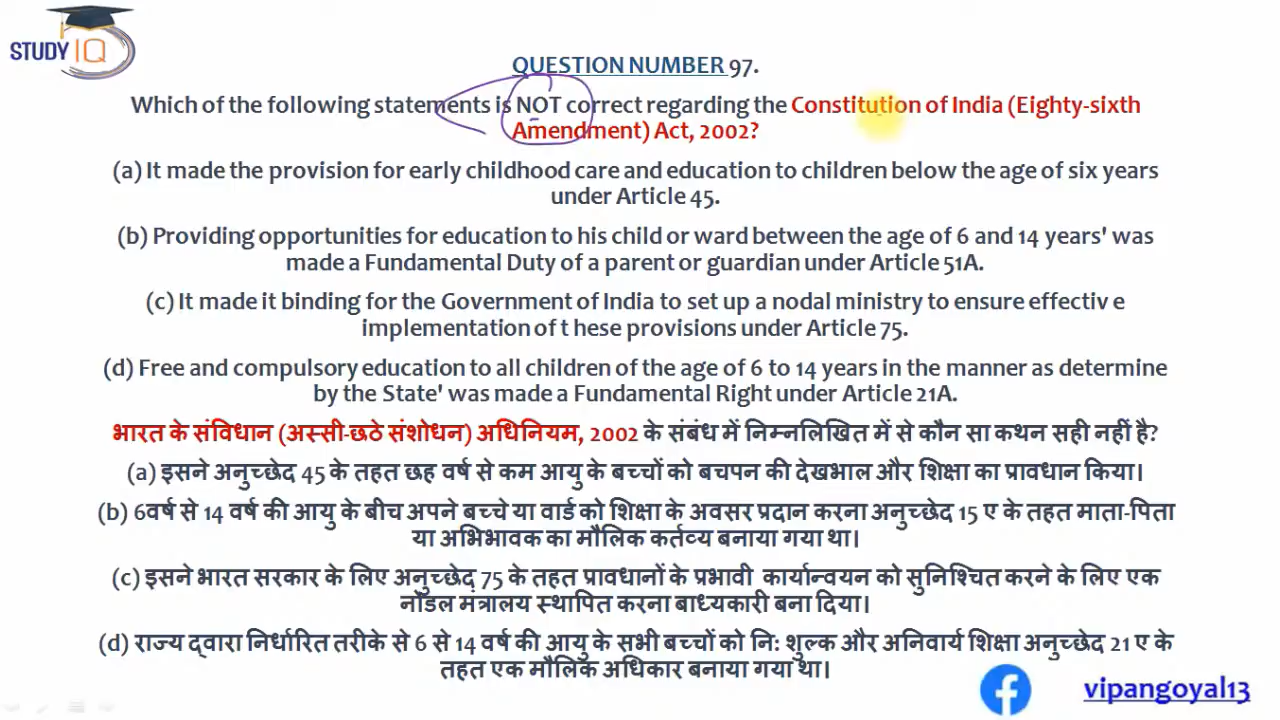 STUDY IQ
QUESTION NUMBER 97.
Which of the following statements is NOT correct regarding the Constitution of India (Eighty-sixth
Amendment) Act, 2002?
(a) It made the provision for early childhood care and education to children below the age of six years
under Article 45.
(b) Providing opportunities for education to his child or ward between the age of 6 and 14 years' was
made a Fundamental Duty of a parent or guardian under Article 51A.
(c) It made it binding for the Government of India to set up a nodal ministry to ensure effectiv e
implementation of t hese provisions under Article 75.
(d) Free and compulsory education to all children of the age of 6 to 14 years in the manner as determine
by the State' was made a Fundamental Right under Article 21A.
भारत के संविधान (अस्सी-छठे संशोधन) अधिनियम, 2002 के संबंध में निम्नलिखित में से कौन सा कथन सही नहीं है?
(a) इसने अनुच्छेद 45 के तहत छह वर्ष से कम आयु के बच्चों को बचपन की देखभाल और शिक्षा का प्रावधान किया।
(b) 6वर्ष से 14 वर्ष की आयु के बीच अपने बच्चे या वार्ड को शिक्षा के अवसर प्रदान करना अनुच्छेद 15 ए के तहत माता-पिता
या अभिभावक का मौलिक कर्तव्य बनाया गया था।
(c) इसने भारत सरकार के लिए अनुच्छेद 75 के तहत प्रावधानों के प्रभावी कार्यान्वयन को सुनिश्चित करने के लिए एक
नोडल मंत्रालय स्थापित करना बाध्यकारी बना दिया।
(d) राज्य द्वारा निर्धारित तरीके से 6 से 14 वर्ष की आयु के सभी बच्चों को नि: शुल्क और अनिवार्य शिक्षा अनुच्छेद 21 ए के
तहत एक मौलिक अधिकार बनाया गया था।
vipangoyal13